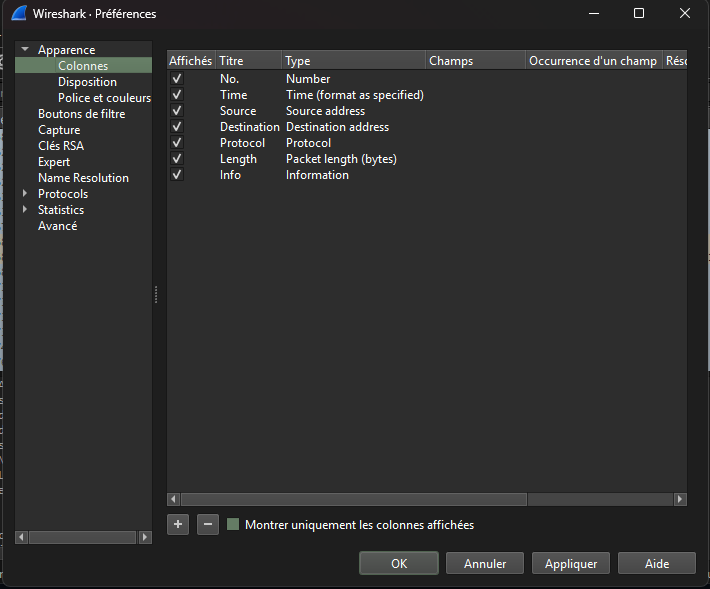 Wireshark · Préférences
Apparence
Colonnes
Disposition
Police et couleurs
Boutons de filtre
Capture
Clés RSA
Expert
Name Resolution
Protocols
Statistics
Avancé
Affichés Titre Type Champs Occurrence d'un champ Réso
No. Number
Time Time (format as specified)
Source Source address
Destination Destination address
Protocol Protocol
Length Packet length (bytes)
Info Information
Montrer uniquement les colonnes affichées
OK Annuler Appliquer Aide